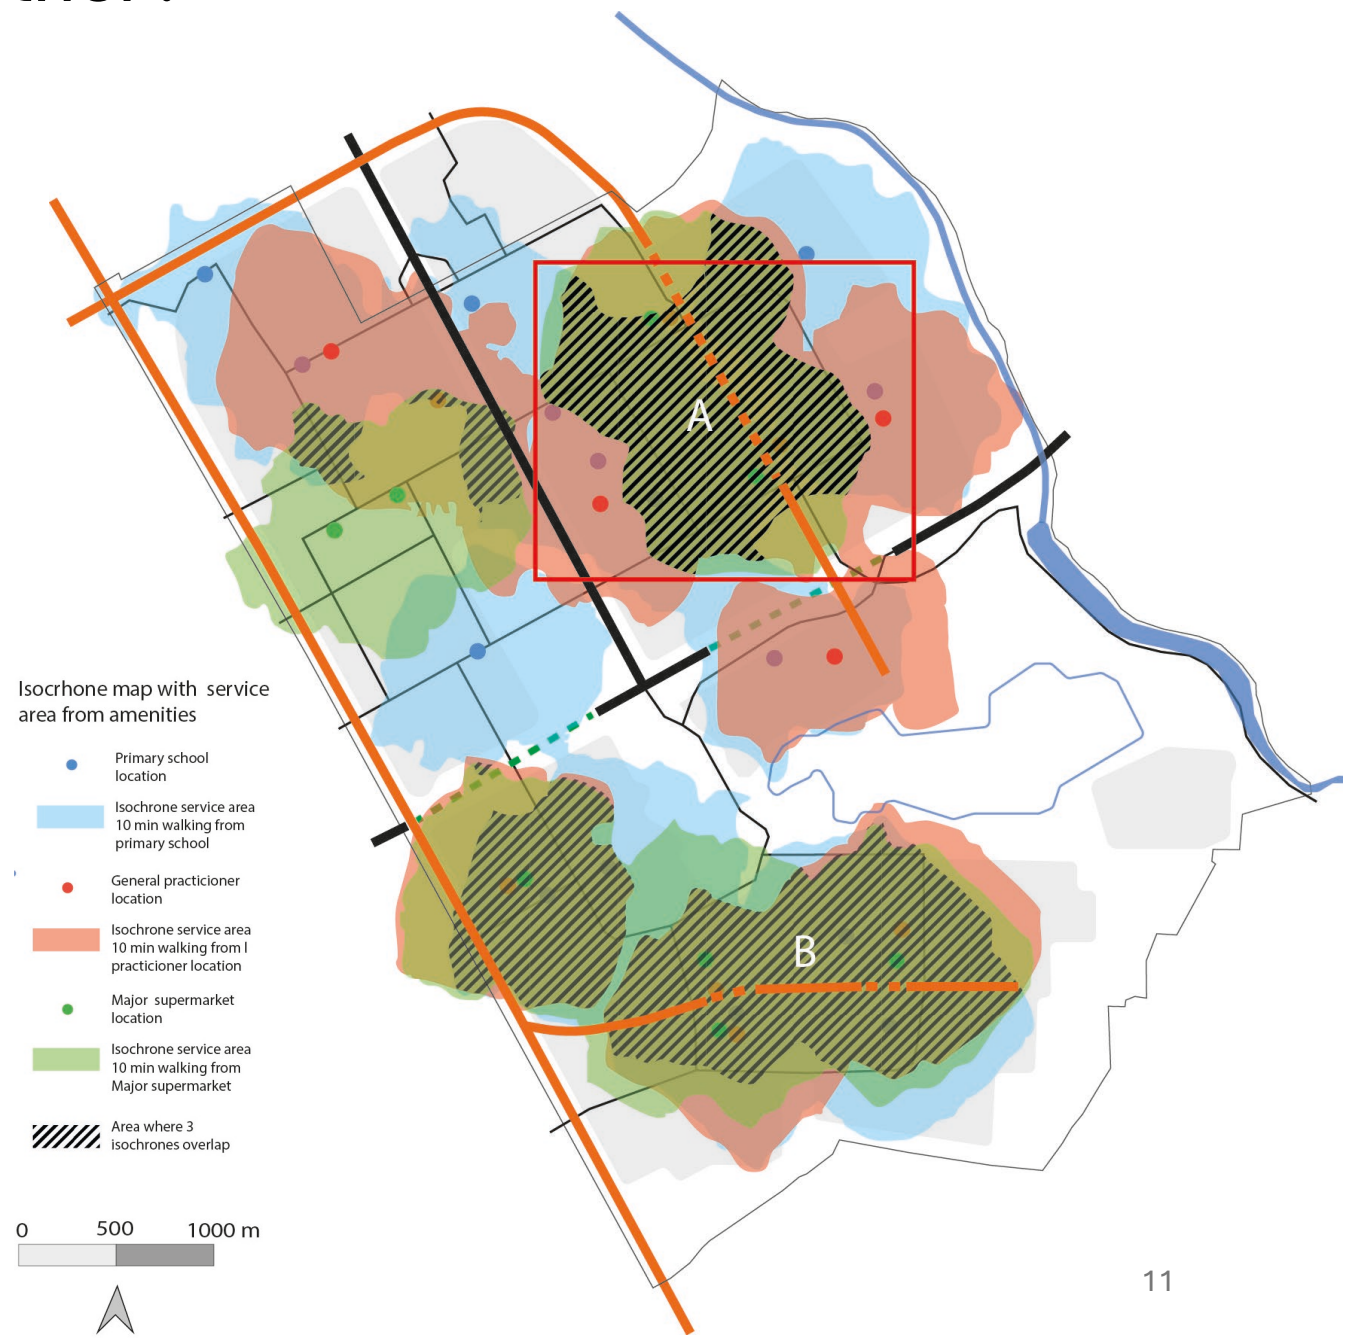 A
B
Isocrhone map with service
area from amenities
Primary school
location
Isochrone service area
10 min walking from
primary school
General practicioner
location
Isochrone service area
10 min walking from l
practicioner location
Major supermarket
location
Isochrone service area
10 min walking from
Major supermarket
Area where 3
isochrones overlap
0 500 1000 m
11